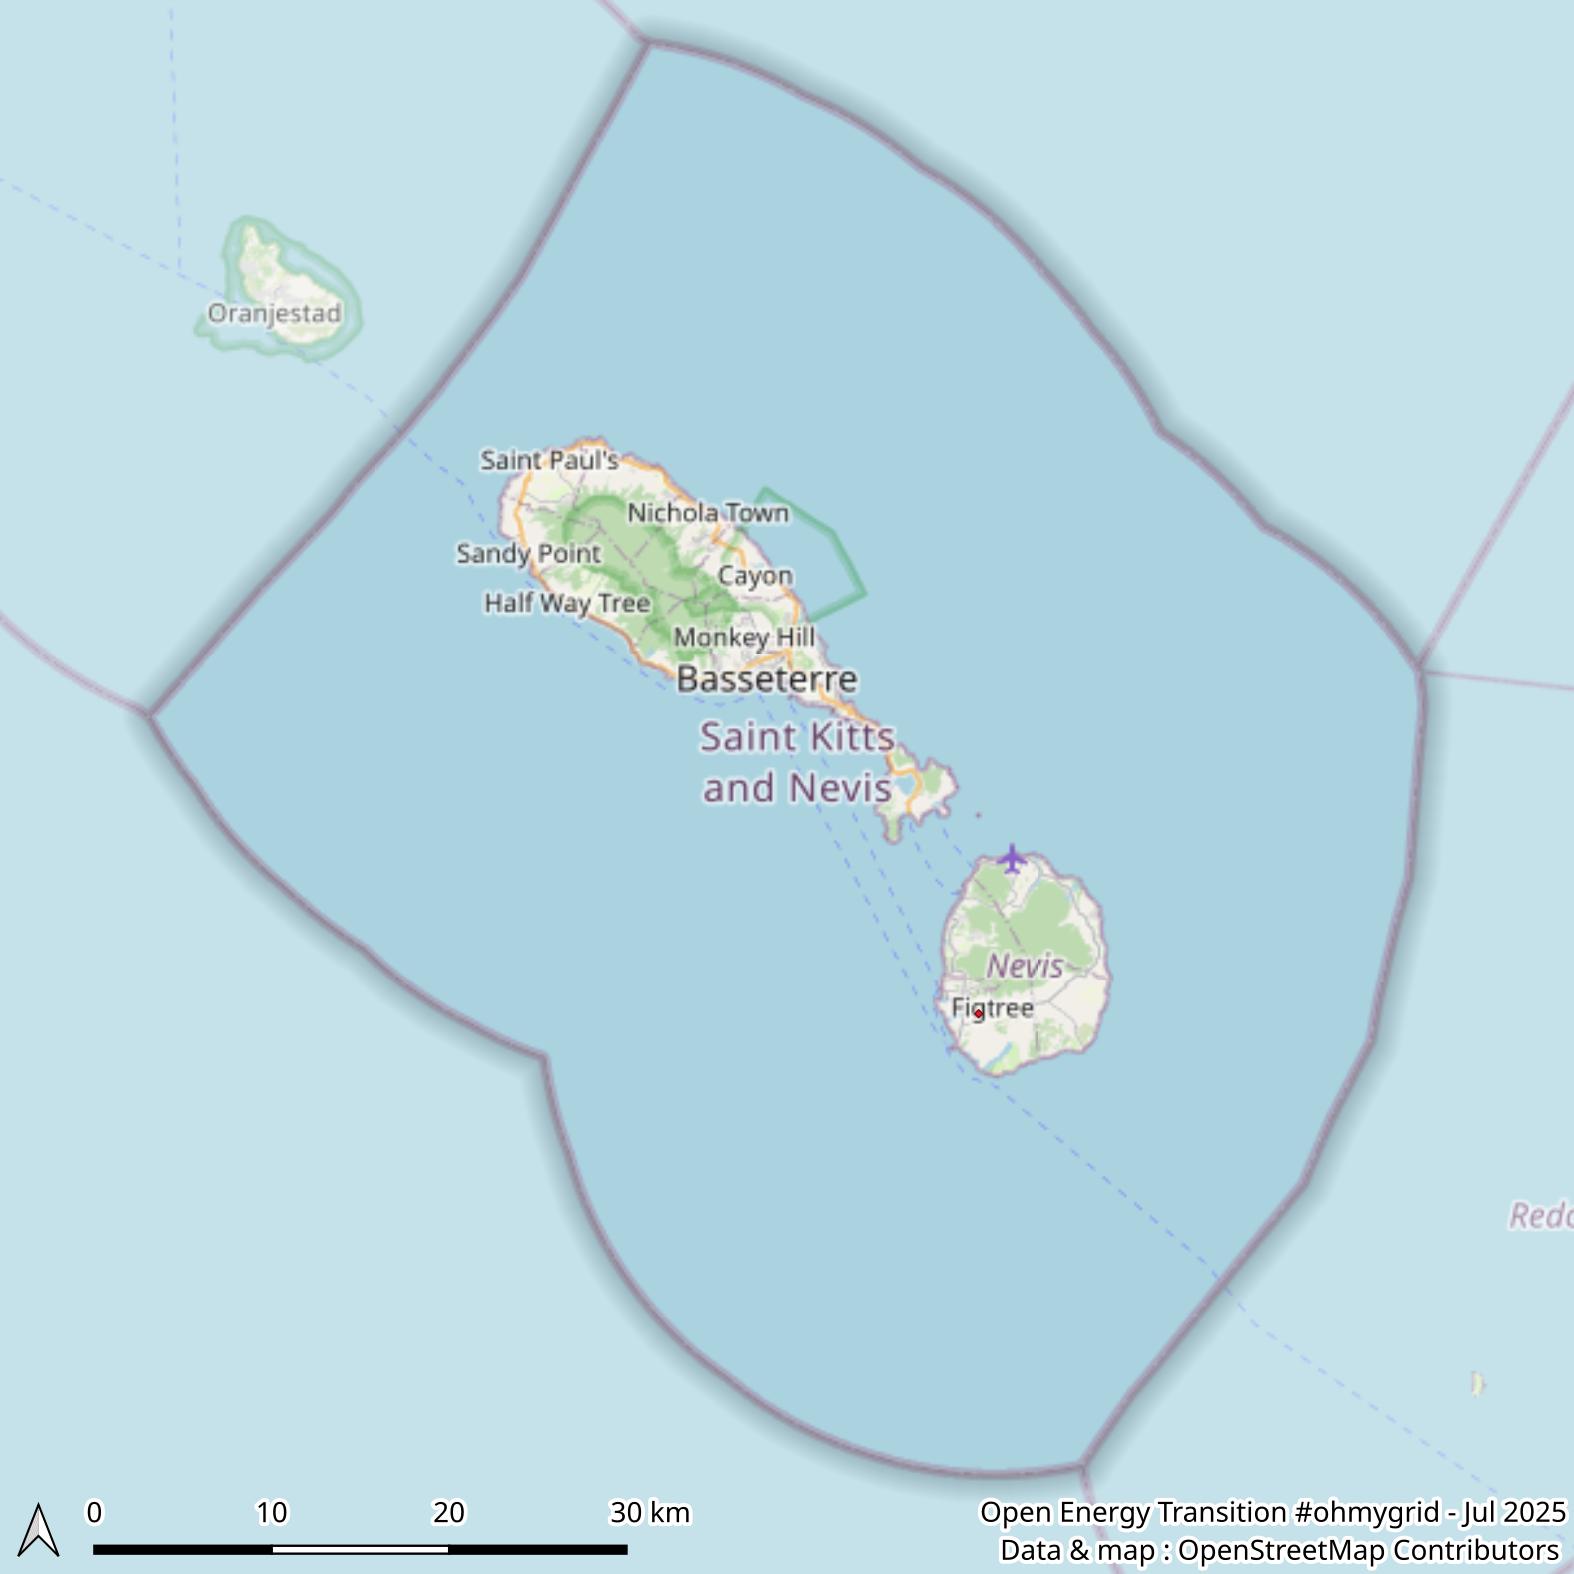 Oranjestad
Saint Paul's
Nichola Town
Sandy Point
Cayon
Half Way Tree
Monkey Hill
Basseterre
Saint Kitts
and Nevis
Nevis
Figtree
0 10 20 30 km
Open Energy Transition #ohmygrid - Jul 2025
Data & map : OpenStreetMap Contributors